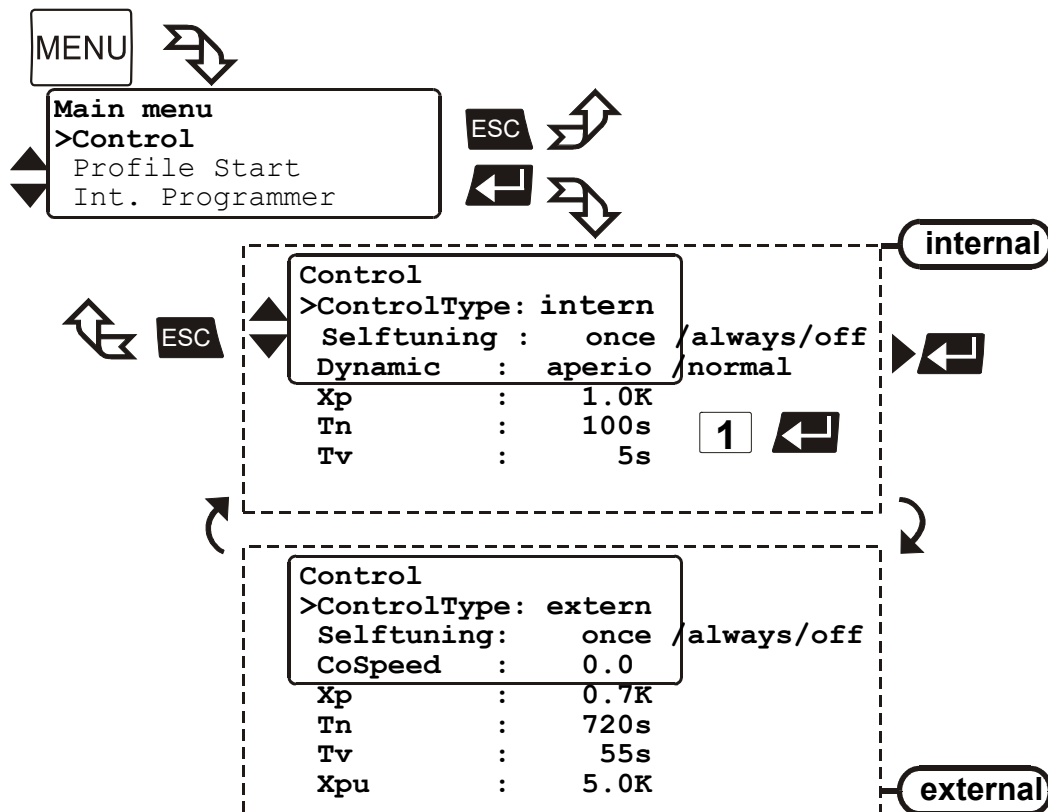 MENU
Main menu
>Control
Profile Start
Int. Programmer
ESC
internal
Control
>ControlType: intern
Selftuning : once /always/off
Dynamic : aperio /normal
Xp : 1.0K
Tn : 100s
Tv : 5s
ESC
1
Control
>ControlType: extern
Selftuning: once /always/off
CoSpeed : 0.0
Xp : 0.7K
Tn : 720s
Tv : 55s
Xpu : 5.0K
external